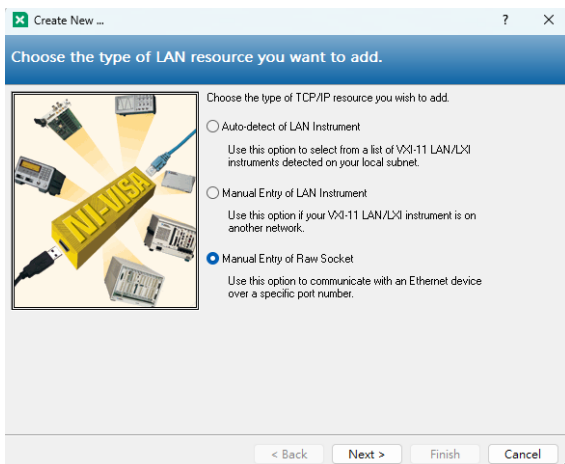 Create New ...
?
Choose the type of LAN resource you want to add.
NI-VISA
Choose the type of TCP/IP resource you wish to add.
Auto-detect of LAN Instrument
Use this option to select from a list of VXI-11 LAN/LXI
instruments detected on your local subnet.
Manual Entry of LAN Instrument
Use this option if your VXI-11 LAN/LXI instrument is on
another network.
Manual Entry of Raw Socket
Use this option to communicate with an Ethernet device
over a specific port number.
< Back
Next >
Finish
Cancel